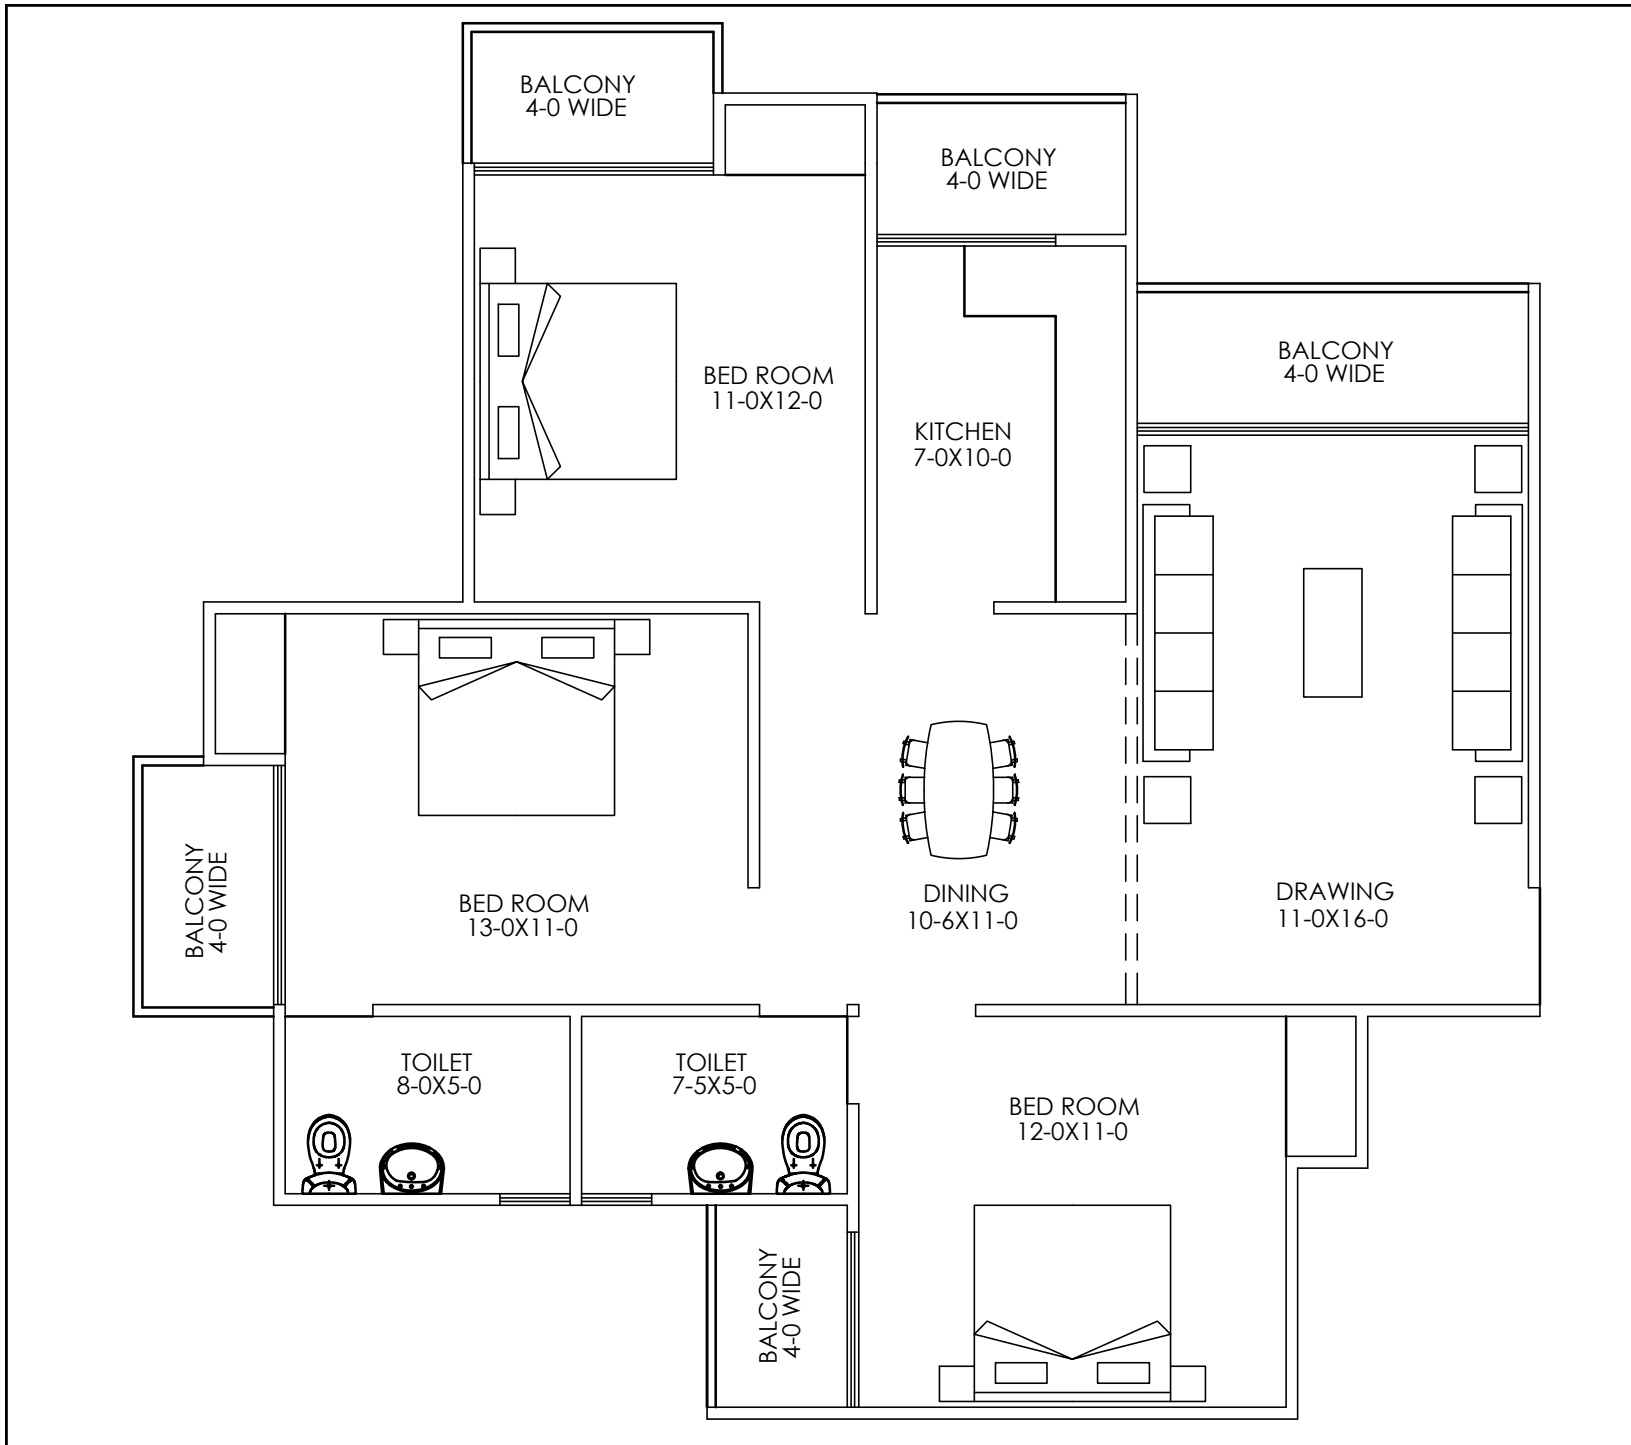 BALCONY
4-0 WIDE
BALCONY
4-0 WIDE
BALCONY
4-0 WIDE
BED ROOM
11-0X12-0
KITCHEN
7-0X10-0
BALCONY
4-0 WIDE
BED ROOM
13-0X11-0
DINING
10-6X11-0
DRAWING
11-0X16-0
TOILET
8-0X5-0
TOILET
7-5X5-0
BED ROOM
12-0X11-0
BALCONY
4-0 WIDE